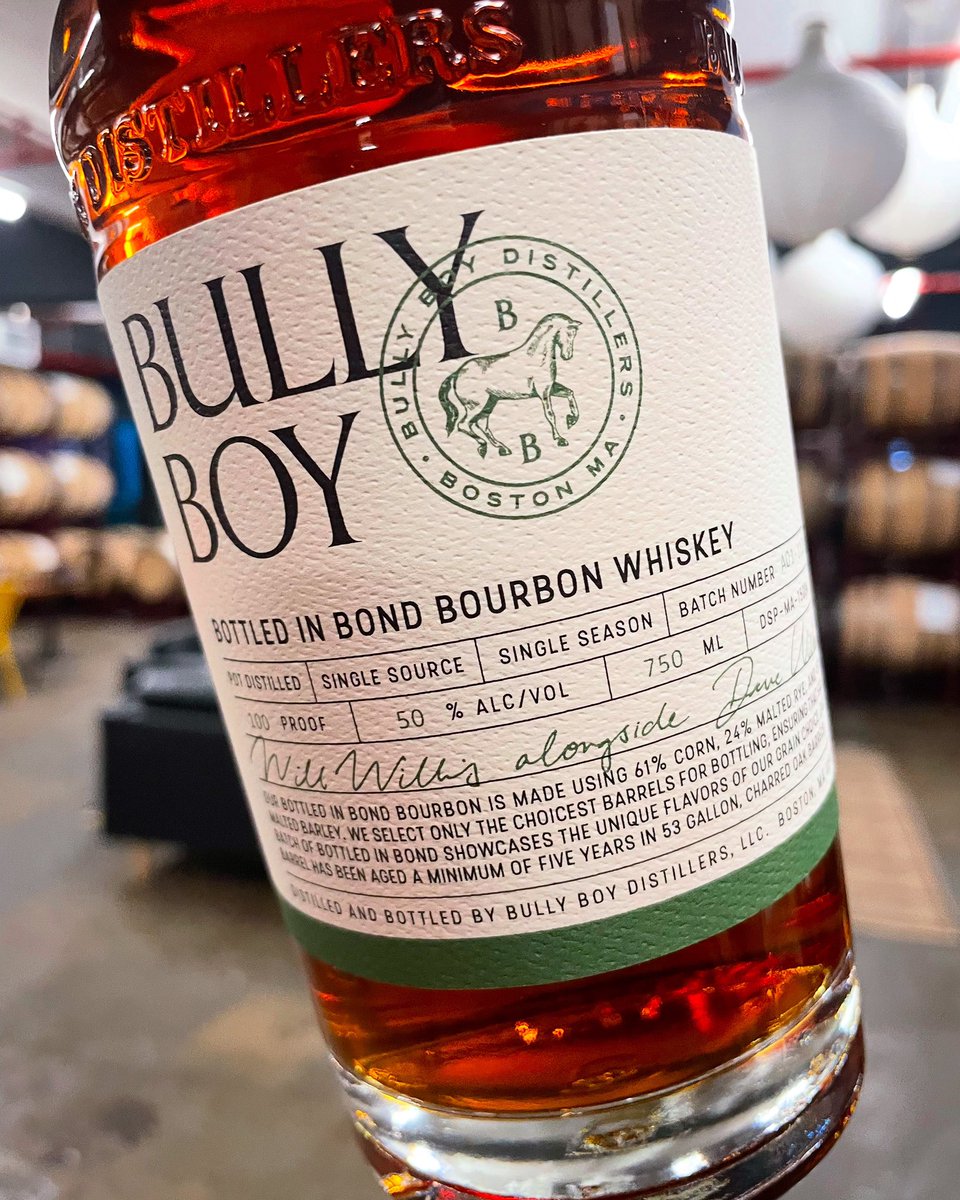 DISTILLERS
BULLY
BOY
BULLY BOY DISTILLERS
B
B
BOSTON MA
BOTTLED IN BOND BOURBON WHISKEY
POT DISTILLED SINGLE SOURCE SINGLE SEASON BATCH NUMBER
100 PROOF 50 % ALC/VOL 750 ML DSP-MA-
Will Willis alongside Dave
OUR BOTTLED IN BOND BOURBON IS MADE USING 61% CORN, 24% MALTED RYE, AND
MALTED BARLEY. WE SELECT ONLY THE CHOICEST BARRELS FOR BOTTLING, ENSURING
BATCH OF BOTTLED IN BOND SHOWCASES THE UNIQUE FLAVORS OF OUR GRAIN
BARREL HAS BEEN AGED A MINIMUM OF FIVE YEARS IN 53 GALLON, CHARRED OAK
DISTILLED AND BOTTLED BY BULLY BOY DISTILLERS, LLC. BOSTON,